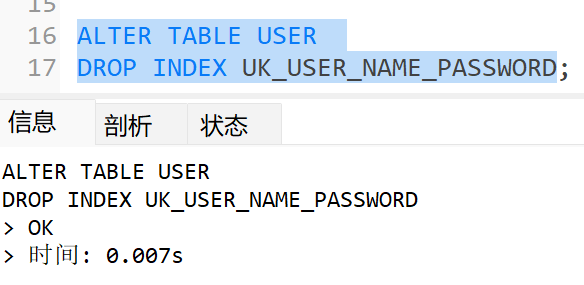 15
16 ALTER TABLE USER
17 DROP INDEX UK_USER_NAME_PASSWORD;
信息 剖析 状态
ALTER TABLE USER
DROP INDEX UK_USER_NAME_PASSWORD
> OK
> 时间: 0.007s